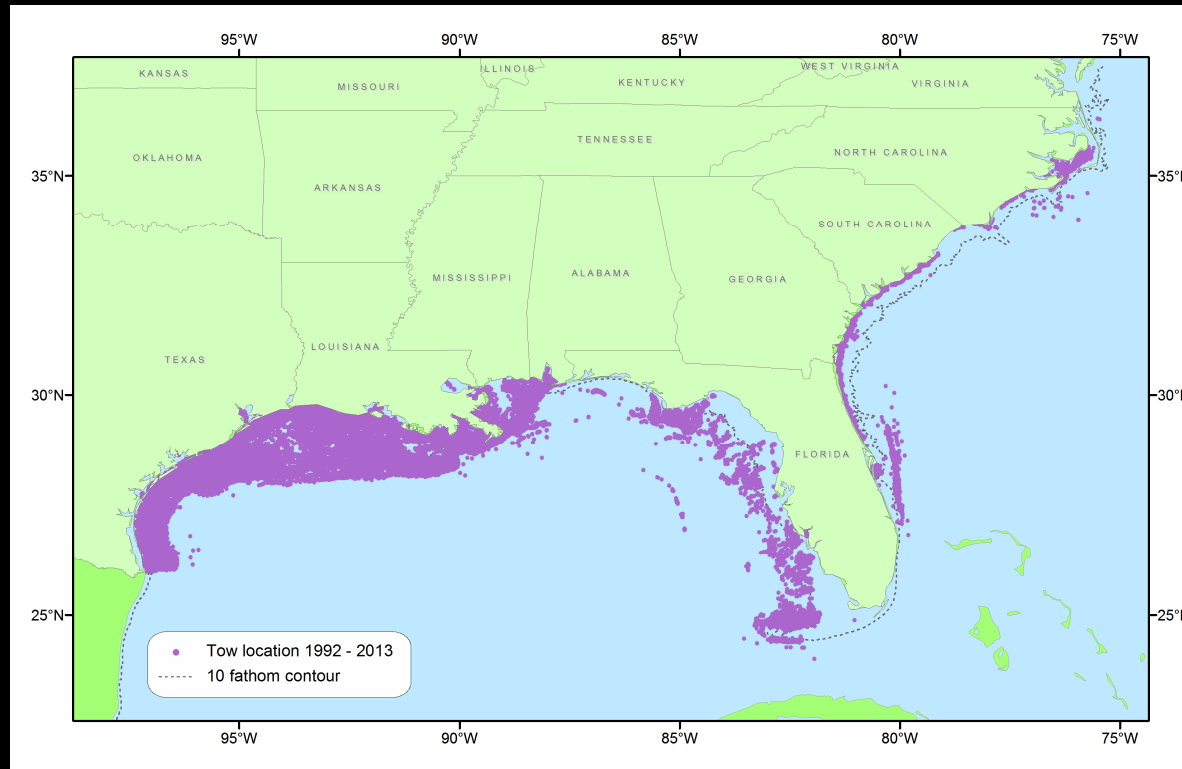 95°W 90°W 85°W 80°W 75°W
ILLINOIS WEST VIRGINIA
KANSAS MISSOURI KENTUCKY VIRGINIA
TENNESSEE
OKLAHOMA NORTH CAROLINA
35°N 35°N
ARKANSAS
SOUTH CAROLINA
MISSISSIPPI ALABAMA GEORGIA
LOUISIANA
TEXAS
30°N 30°N
FLORIDA
25°N 25°N
Tow location 1992 - 2013
10 fathom contour
95°W 90°W 85°W 80°W 75°W